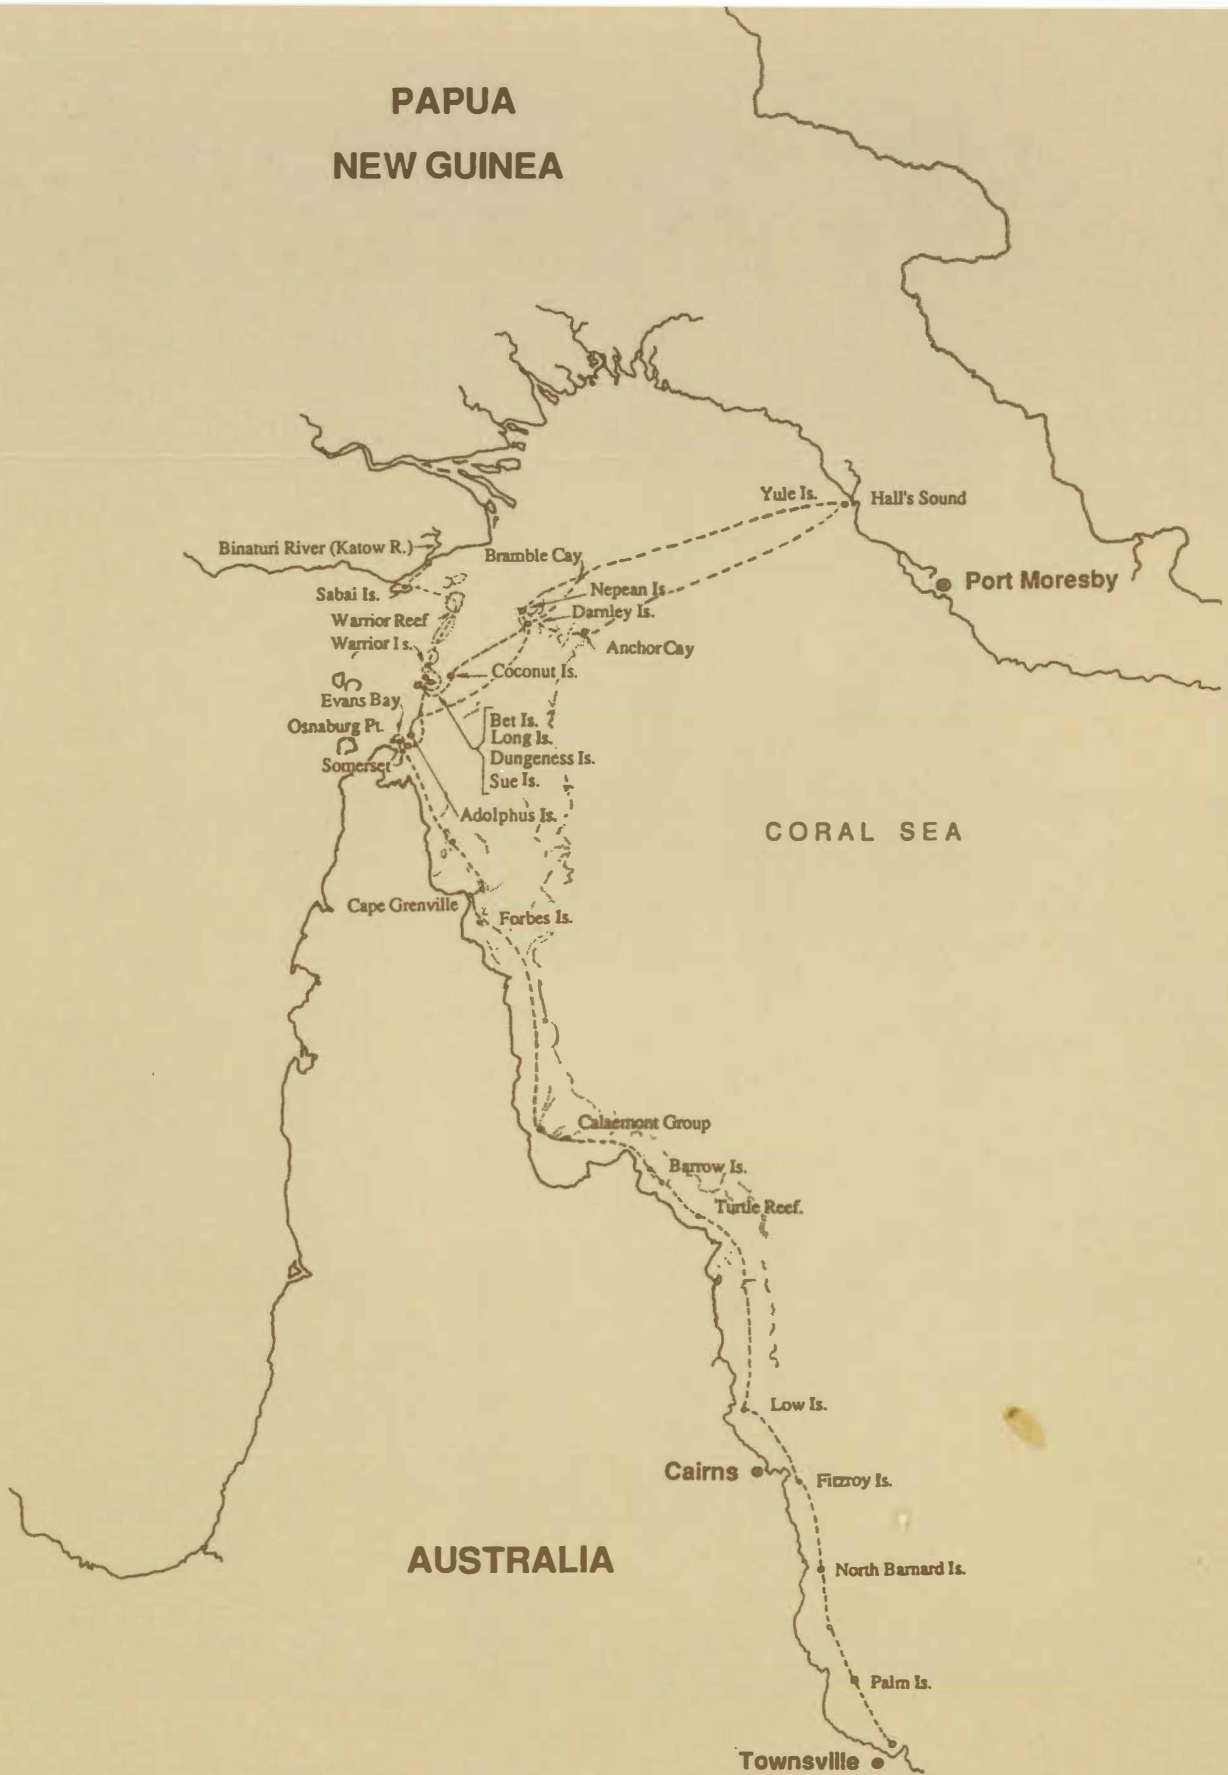 PAPUA
NEW GUINEA
Yule Is.
Hall's Sound
Binaturi River (Katow R.)
Bramble Cay
Port Moresby
Sabai Is.
Nepean Is
Warrior Reef
Darnley Is.
Warrior Is.
Anchor Cay
Coconut Is.
Evans Bay
Osnaburg Pt.
Bet Is.
Long Is.
Dungeness Is.
Sue Is.
Somerset
Adolphus Is.
CORAL SEA
Cape Grenville
Forbes Is.
Calaemont Group
Barrow Is.
Turtle Reef.
Low Is.
Cairns
Fitzroy Is.
AUSTRALIA
North Barnard Is.
Palm Is.
Townsville